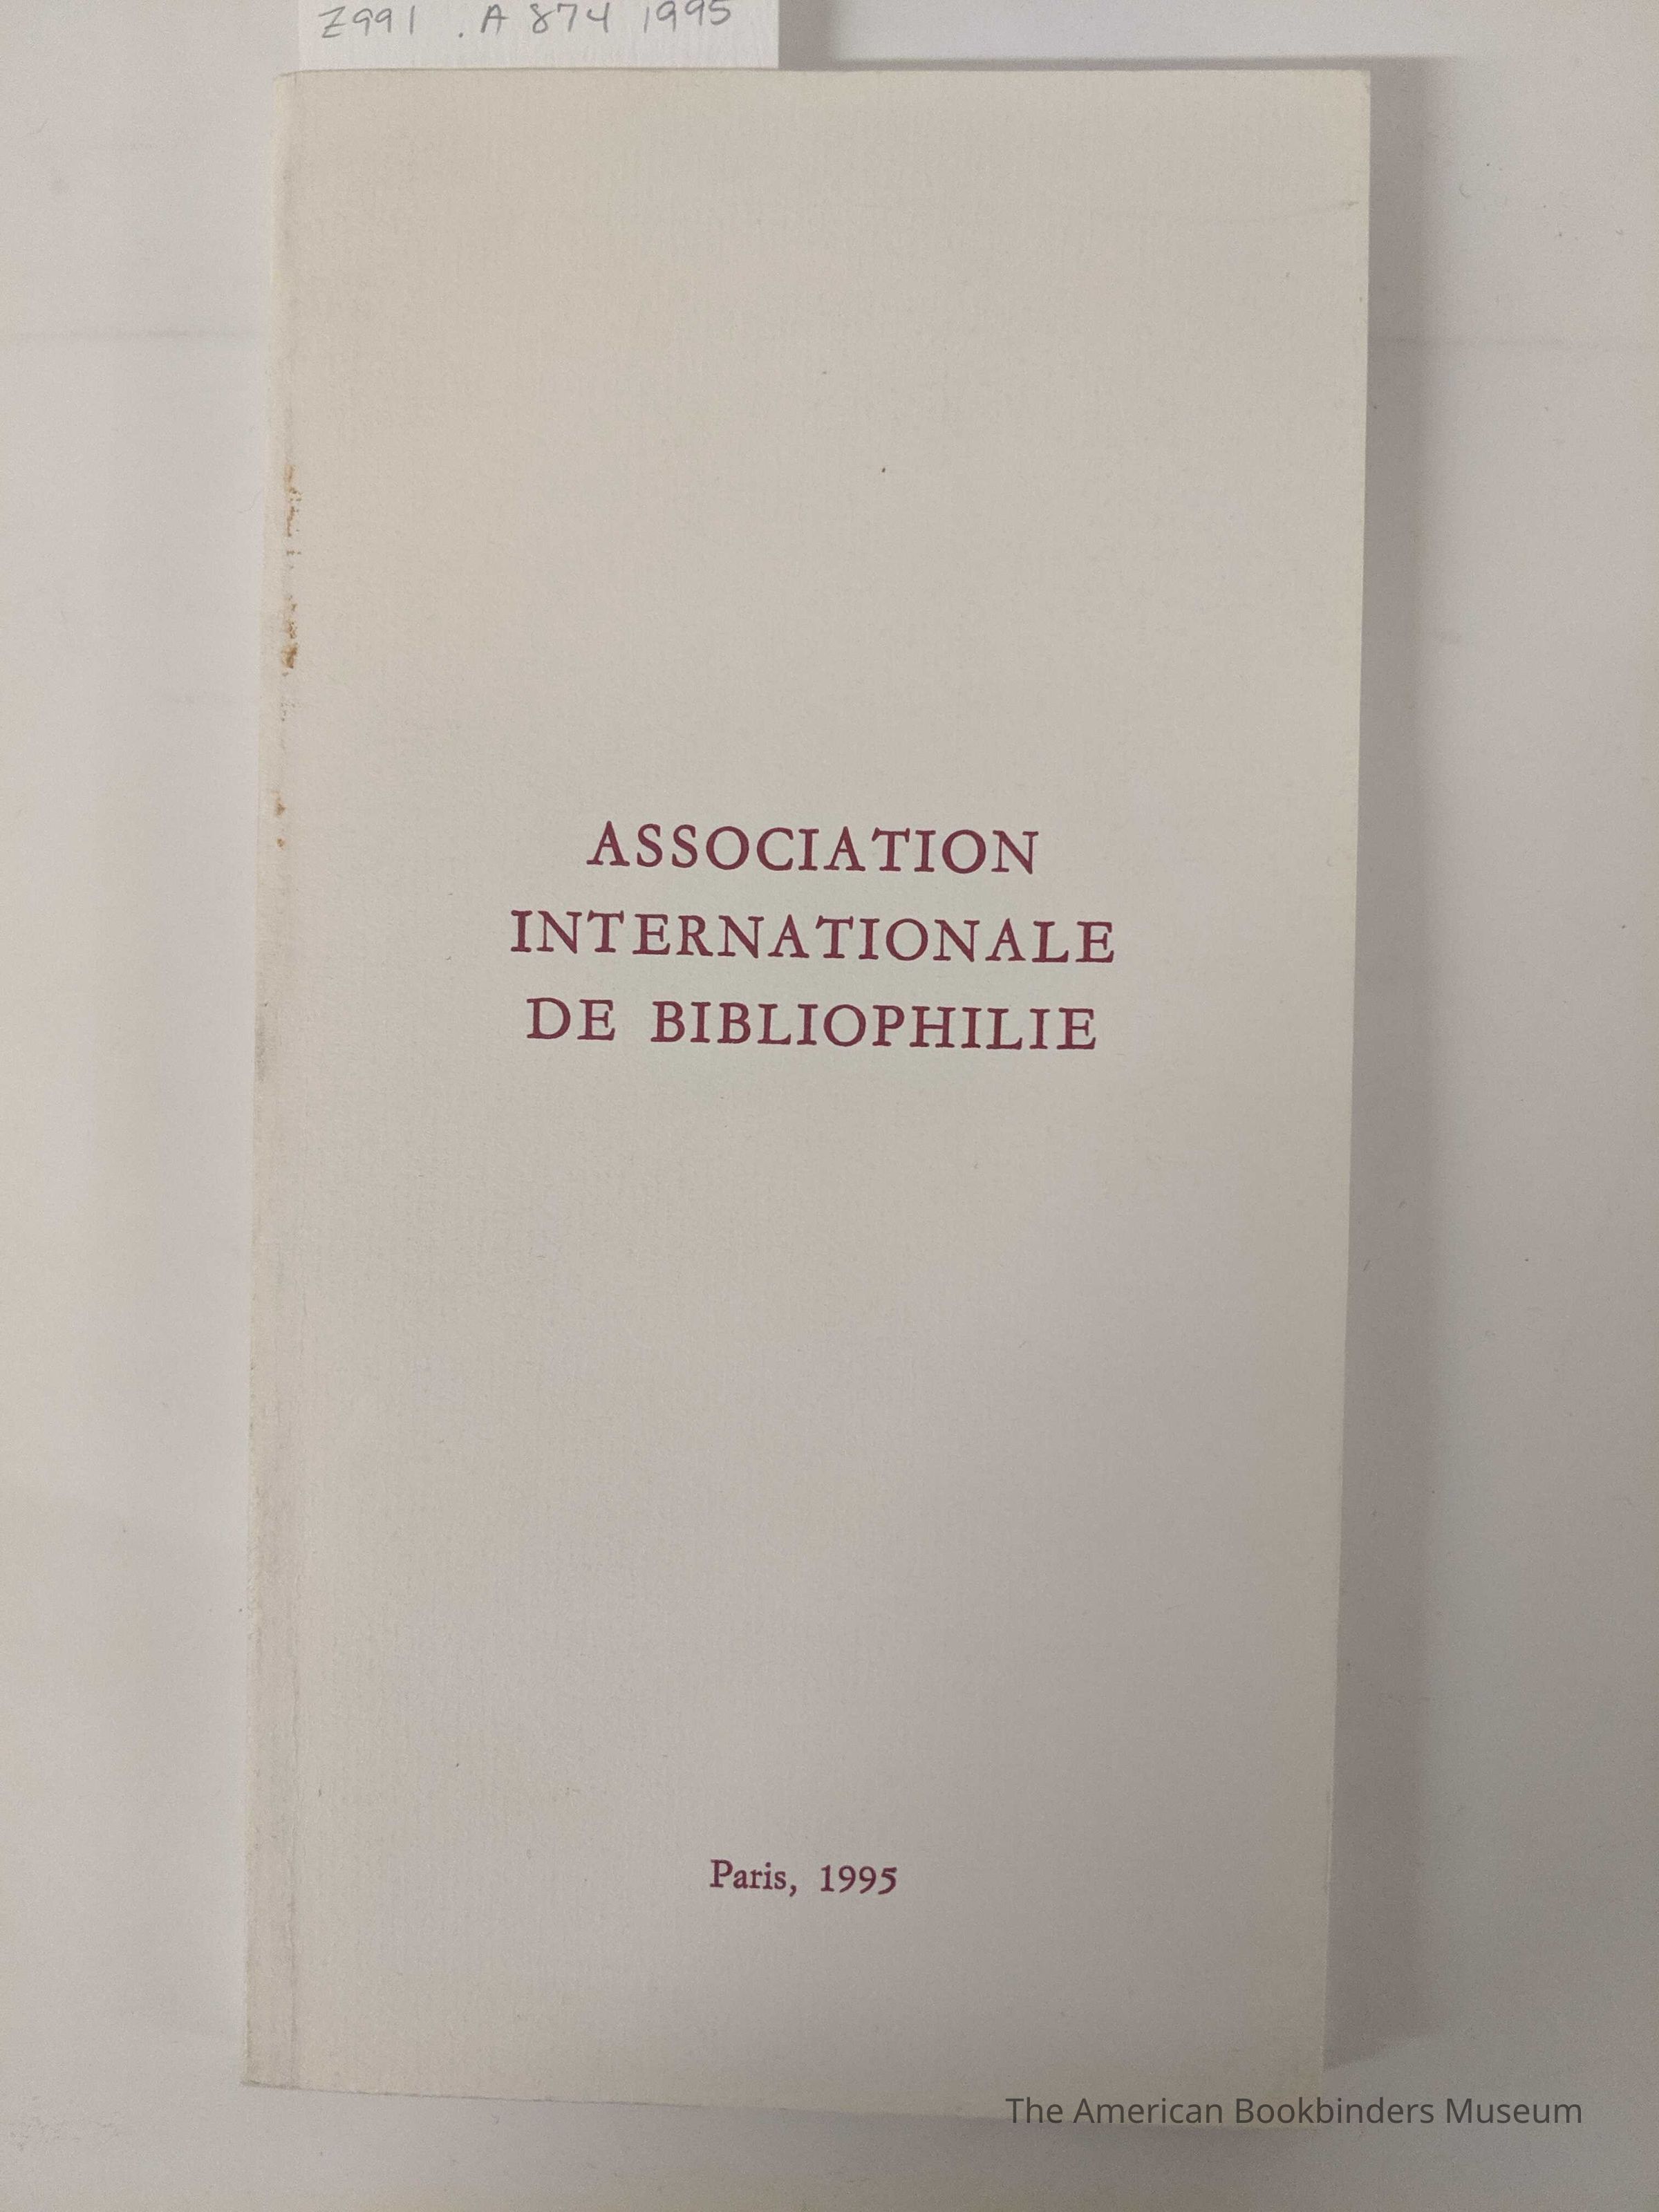 Z991 .A874 1995
ASSOCIATION
INTERNATIONALE
DE BIBLIOPHILIE
Paris, 1995
The American Bookbinders Museum